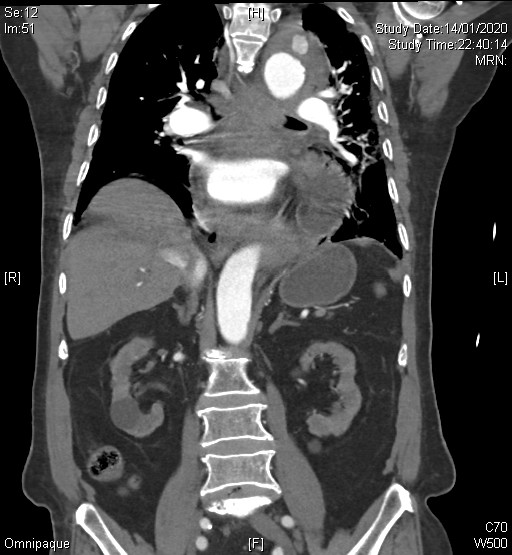 Se:12
Im:51
[H]
Study Date:14/01/2020
Study Time:22:40:14
MRN:
[R]
[L]
Omnipaque
[F]
C70
W500